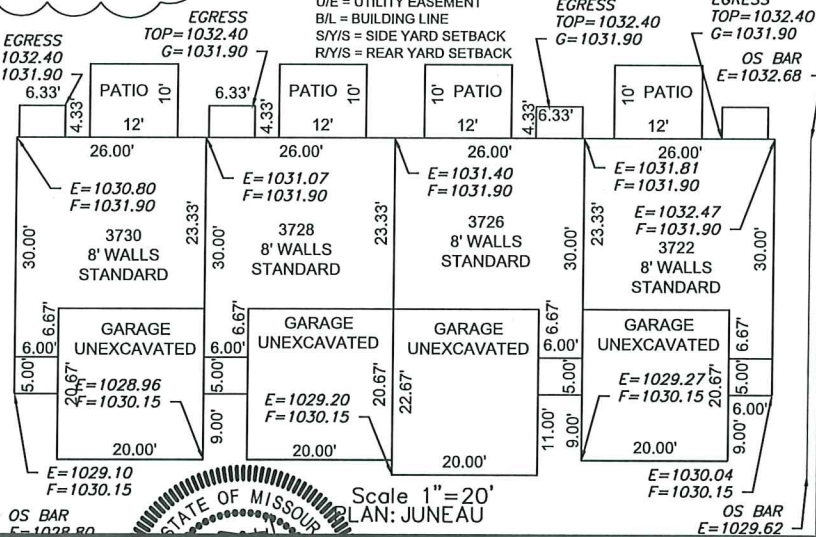 U/E = UTILITY EASEMENT
B/L = BUILDING LINE
S/Y/S = SIDE YARD SETBACK
R/Y/S = REAR YARD SETBACK
EGRESS
1032.40
1031.90
EGRESS
TOP=1032.40
G=1031.90
EGRESS
TOP=1032.40
G=1031.90
EGRESS
TOP=1032.40
G=1031.90
OS BAR
E=1032.68
6.33'
4.33'
PATIO
10'
12'
6.33'
4.33'
PATIO
10'
12'
PATIO
10'
12'
4.33'
6.33'
PATIO
10'
12'
26.00'
26.00'
26.00'
26.00'
E=1030.80
F=1031.90
E=1031.07
F=1031.90
E=1031.40
F=1031.90
E=1031.81
F=1031.90
E=1032.47
F=1031.90
30.00'
3730
8' WALLS
STANDARD
23.33'
30.00'
3728
8' WALLS
STANDARD
23.33'
3726
8' WALLS
STANDARD
30.00'
23.33'
3722
8' WALLS
STANDARD
30.00'
6.67'
6.00'
5.00'
GARAGE
UNEXCAVATED
20.67'
E=1028.96
F=1030.15
20.00'
6.67'
6.00'
5.00'
9.00'
GARAGE
UNEXCAVATED
E=1029.20
F=1030.15
20.67'
20.00'
22.67'
GARAGE
UNEXCAVATED
20.00'
6.67'
6.00'
5.00'
11.00'
9.00'
GARAGE
UNEXCAVATED
E=1029.27
F=1030.15
20.67'
20.00'
6.67'
5.00'
6.00'
9.00'
E=1029.10
F=1030.15
E=1030.04
F=1030.15
OS BAR
E=1028.80
OS BAR
E=1029.62
STATE OF MISSOUR
Scale 1"=20'
PLAN: JUNEAU